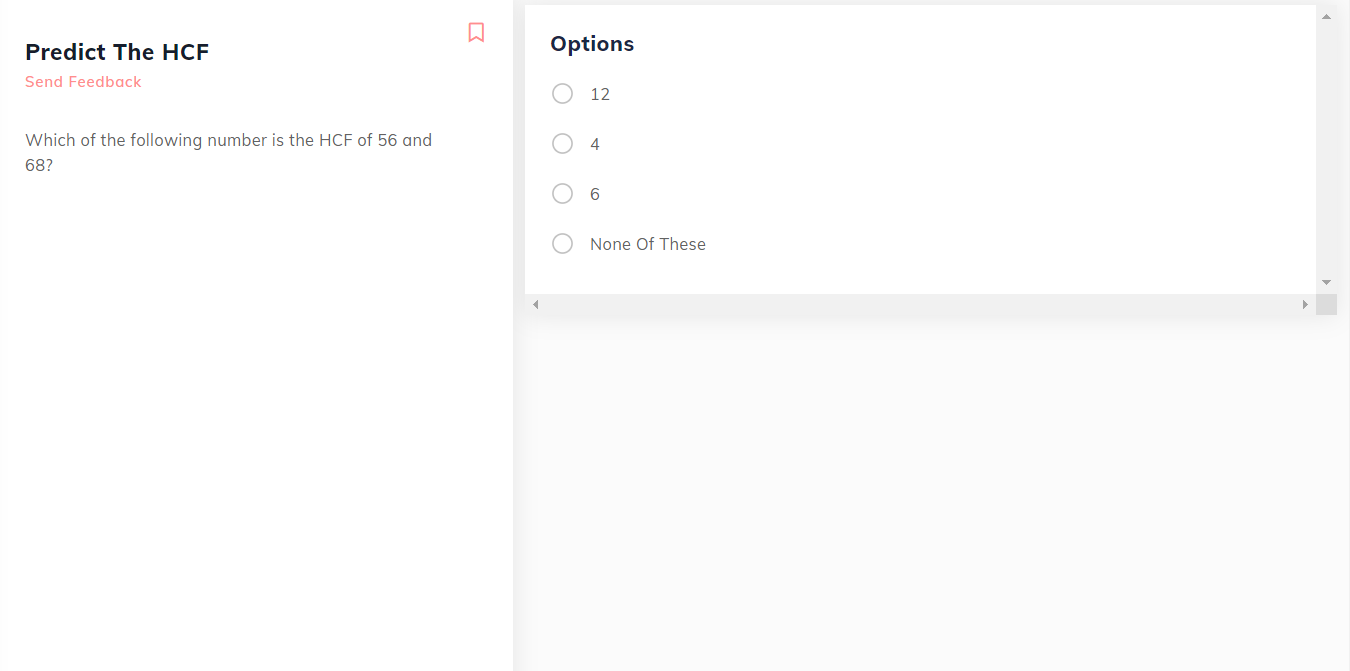 Predict The HCF
Send Feedback
Which of the following number is the HCF of 56 and
68?
Options
12
4
6
None Of These